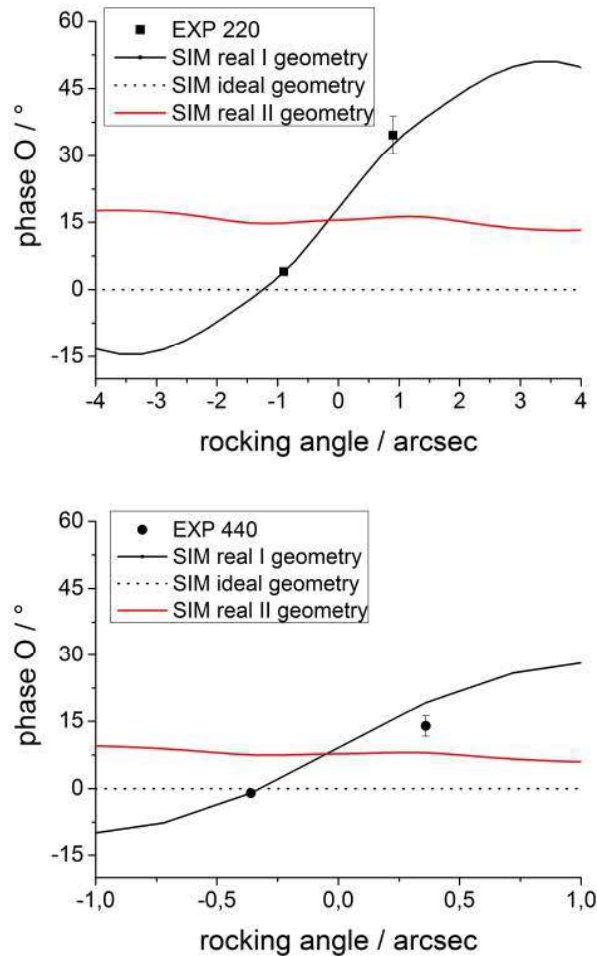 60
45
30
15
0
-15
phase O / °
EXP 220
SIM real I geometry
SIM ideal geometry
SIM real II geometry
-4 -3 -2 -1 0 1 2 3 4
rocking angle / arcsec
60
45
30
15
0
-15
phase O / °
EXP 440
SIM real I geometry
SIM ideal geometry
SIM real II geometry
-1,0 -0,5 0,0 0,5 1,0
rocking angle / arcsec